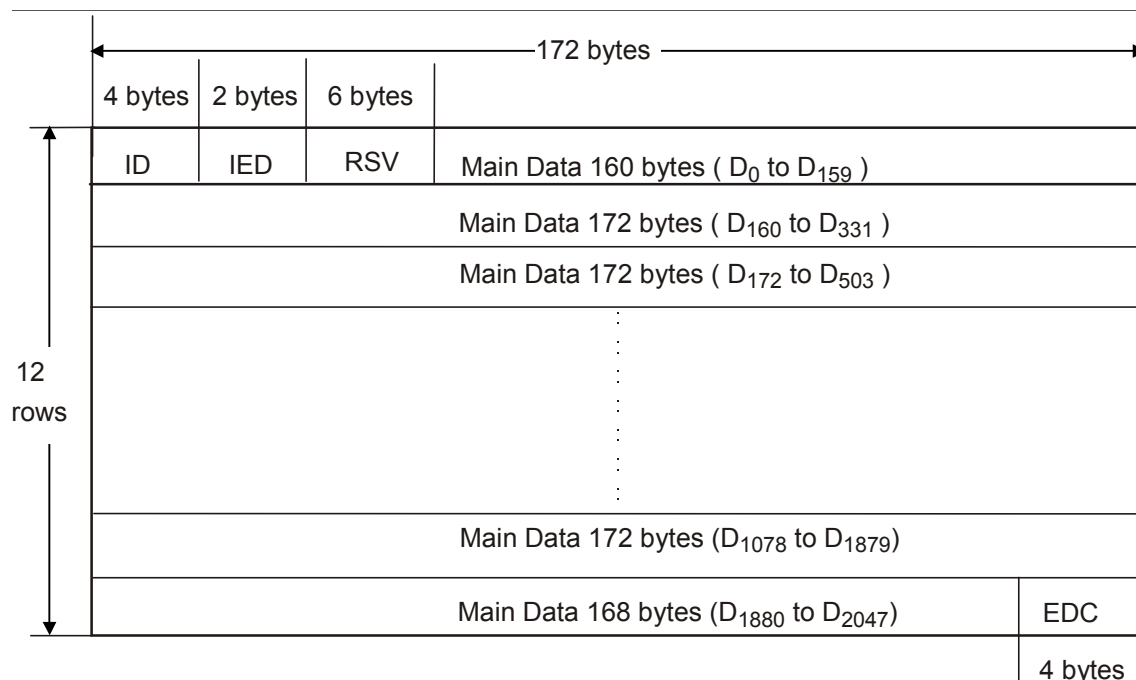 172 bytes
4 bytes 2 bytes 6 bytes
ID IED RSV Main Data 160 bytes ( D0 to D159 )
Main Data 172 bytes ( D160 to D331 )
Main Data 172 bytes ( D172 to D503 )
12
rows
Main Data 172 bytes (D1078 to D1879)
Main Data 168 bytes (D1880 to D2047) EDC
4 bytes